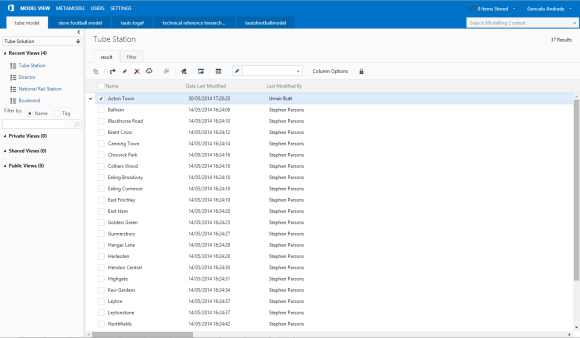 MODEL VIEW METAMODEL USERS SETTINGS 0 Items Stored Goncalo Andrade
tube model steve football model tauts togaf technical reference hierarch... tautsfootballmodel Search Modelling Content
Tube Solution
Recent Views (4)
Tube Station
Director
National Rail Station
Boulevard
Filter by: Name Tag
Private Views (0)
Shared Views (0)
Public Views (0)
Tube Station 37 Results
result filter
Column Options
Name Date Last Modified Last Modified By
Acton Town 30/05/2014 17:20:20 Umair Butt
Balham 14/05/2014 16:24:08 Stephen Parsons
Blackhorse Road 14/05/2014 16:24:10 Stephen Parsons
Brent Cross 14/05/2014 16:24:12 Stephen Parsons
Canning Town 14/05/2014 16:24:14 Stephen Parsons
Chiswick Park 14/05/2014 16:24:16 Stephen Parsons
Colliers Wood 14/05/2014 16:24:18 Stephen Parsons
Ealing Broadway 14/05/2014 16:24:18 Stephen Parsons
Ealing Common 14/05/2014 16:24:18 Stephen Parsons
East Finchley 14/05/2014 16:24:19 Stephen Parsons
East Ham 14/05/2014 16:24:20 Stephen Parsons
Golders Green 14/05/2014 16:24:25 Stephen Parsons
Gunnersbury 14/05/2014 16:24:27 Stephen Parsons
Hanger Lane 14/05/2014 16:24:28 Stephen Parsons
Harlesden 14/05/2014 16:24:28 Stephen Parsons
Hendon Central 14/05/2014 16:24:30 Stephen Parsons
Highgate 14/05/2014 16:24:31 Stephen Parsons
Kew Gardens 14/05/2014 16:24:34 Stephen Parsons
Leyton 14/05/2014 16:24:37 Stephen Parsons
Leytonstone 14/05/2014 16:24:37 Stephen Parsons
Northfields 14/05/2014 16:24:42 Stephen Parsons